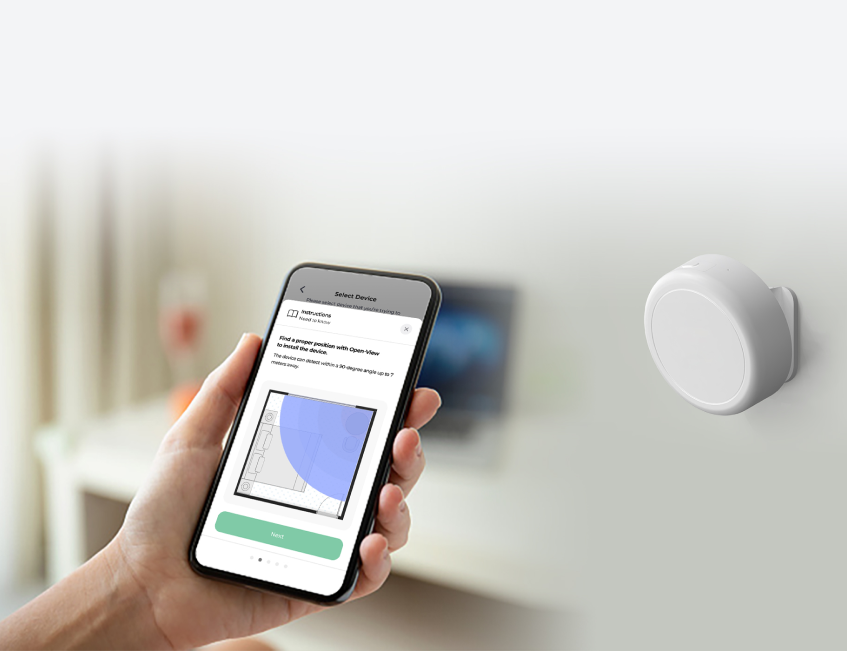 Select Device
Please select device that you're trying to
Instructions
Need to know
Find a proper position with Open-View
to install the device.
The device can detect within a 90-degree angle up to 7
meters away.
Next